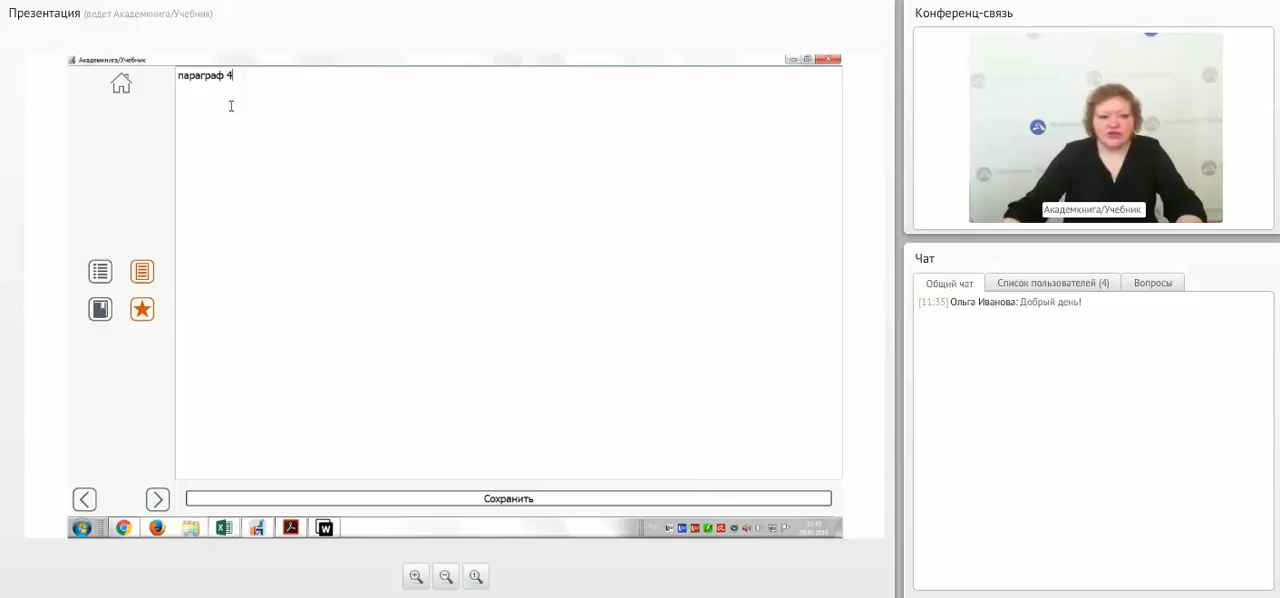 Презентация (ведет Академкнига/Учебник)
Академкнига/Учебник
параграф 4
Сохранить
Конференц-связь
Академкнига/Учебник
Чат
Общий чат
Список пользователей (4)
Вопросы
[11:35] Ольга Иванова: Добрый день!